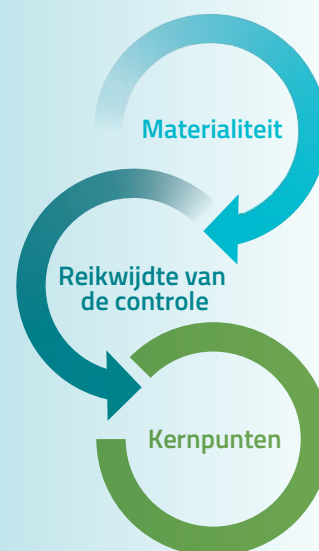 Materialiteit
Reikwijdte van
de controle
Kernpunten